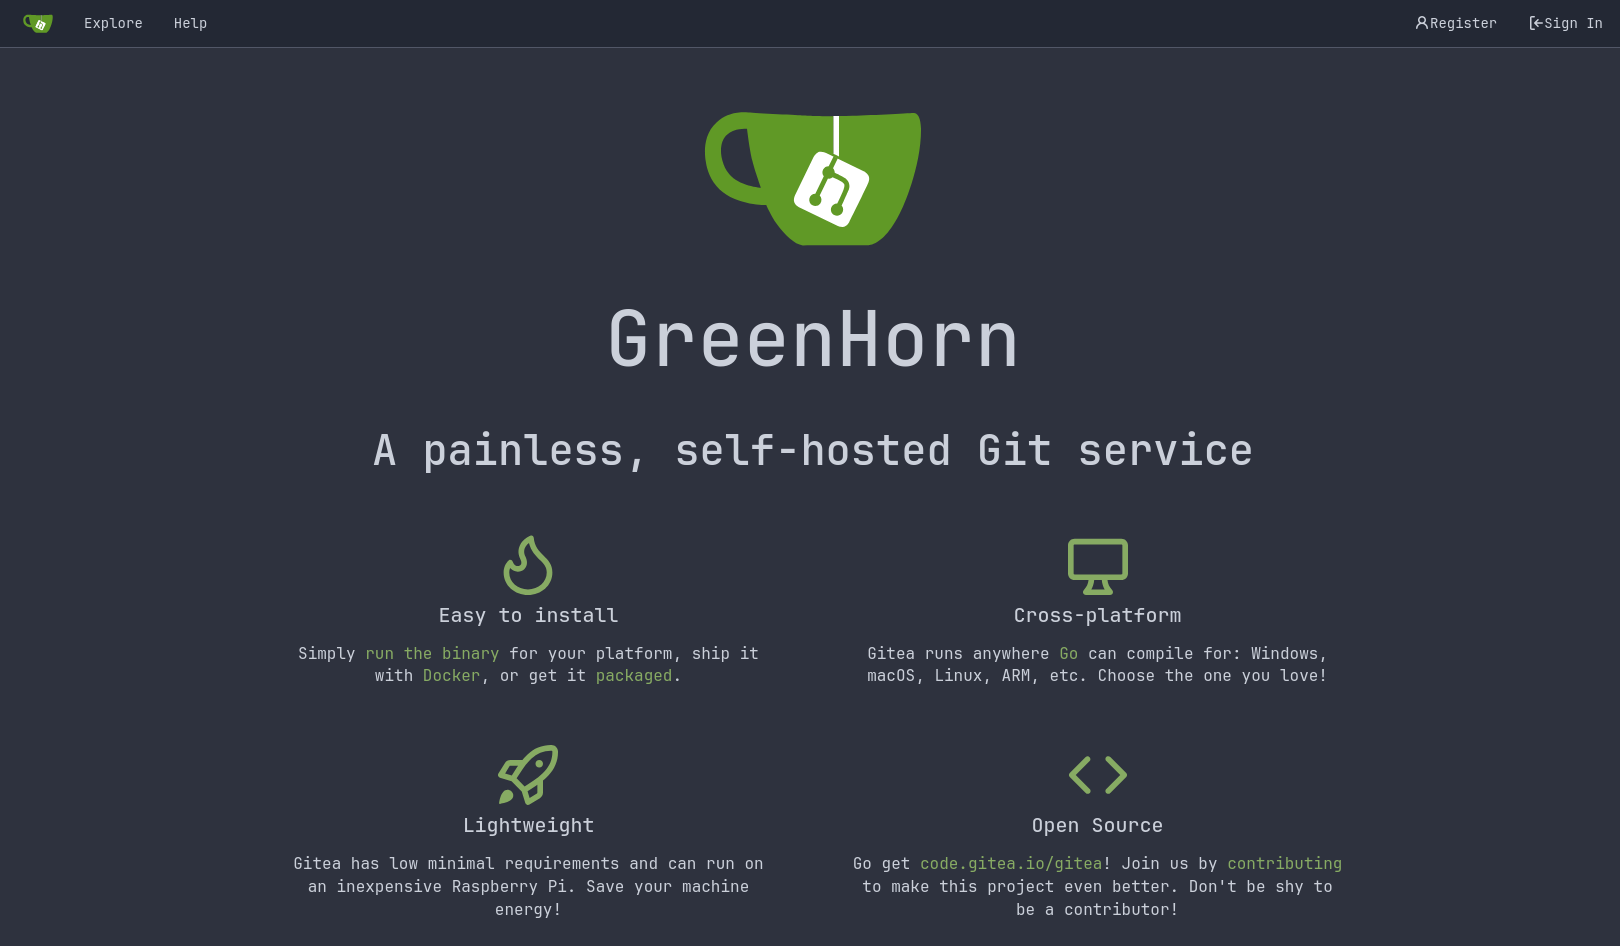 Explore Help Register Sign In
GreenHorn
A painless, self-hosted Git service
Easy to install
Simply run the binary for your platform, ship it
with Docker, or get it packaged.
Cross-platform
Gitea runs anywhere Go can compile for: Windows,
macOS, Linux, ARM, etc. Choose the one you love!
Lightweight
Gitea has low minimal requirements and can run on
an inexpensive Raspberry Pi. Save your machine
energy!
Open Source
Go get code.gitea.io/gitea! Join us by contributing
to make this project even better. Don't be shy to
be a contributor!